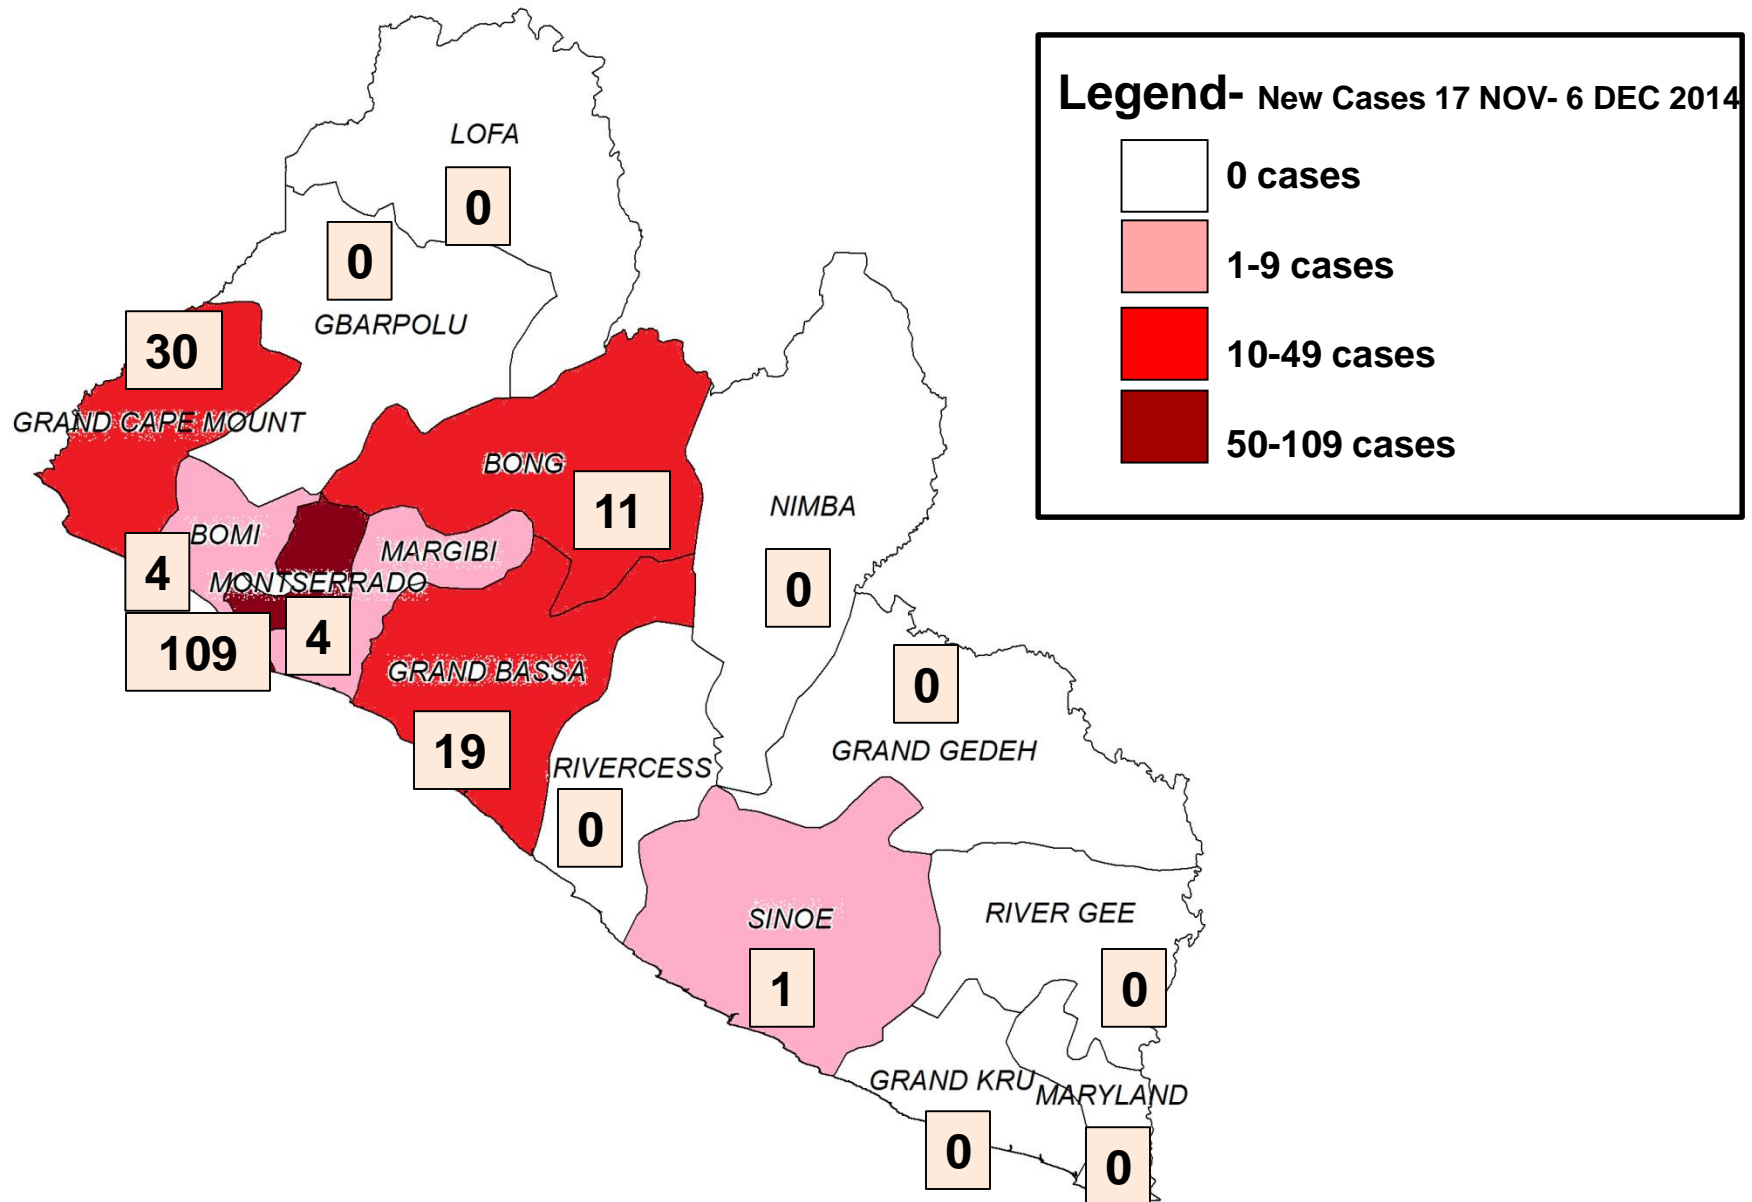 Legend- New Cases 17 NOV- 6 DEC 2014
0 cases
1-9 cases
10-49 cases
50-109 cases
LOFA
0
0
GBARPOLU
30
GRAND CAPE MOUNT
BONG
11
NIMBA
0
BOMI
4
MARGIBI
MONTSERRADO
4
109
GRAND BASSA
19
RIVERCESS
0
0
GRAND GEDEH
SINOE
1
RIVER GEE
0
GRAND KRU
0
MARYLAND
0